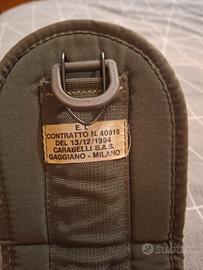 E. I.
CONTRATTO N. 40918
DEL 13/12/1994
CARABELLI S.A.S.
GAGGIANO - MILANO
subito